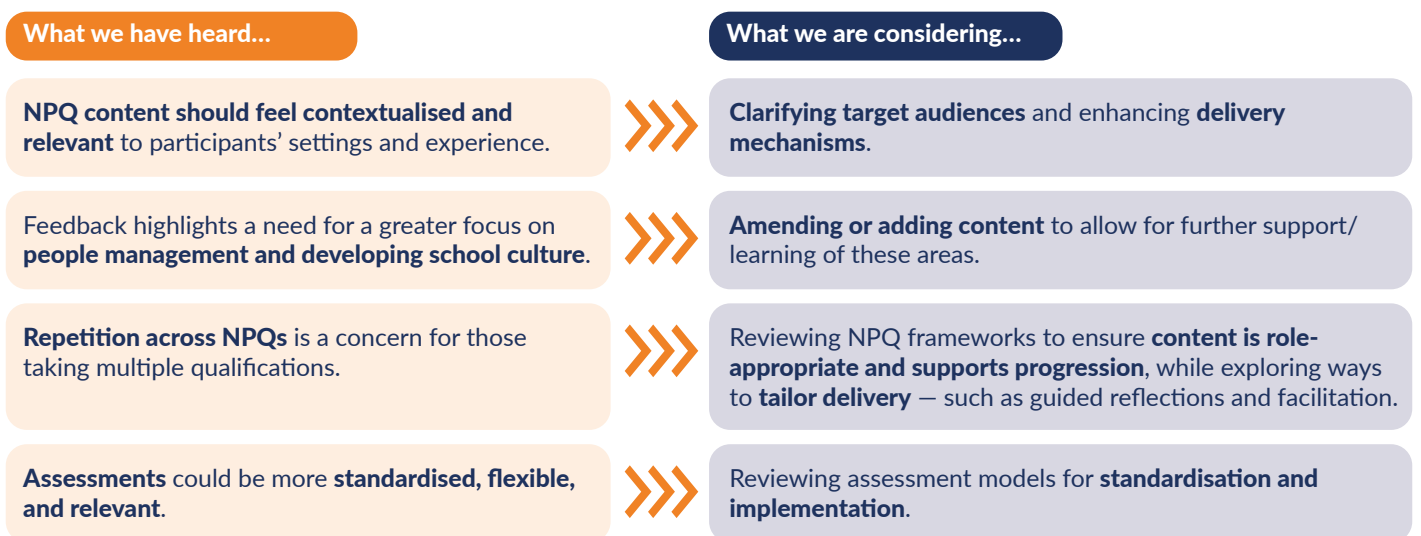 What we have heard...
What we are considering...
NPQ content should feel contextualised and
relevant to participants’ settings and experience.
Clarifying target audiences and enhancing delivery
mechanisms.
Feedback highlights a need for a greater focus on
people management and developing school culture.
Amending or adding content to allow for further support/
learning of these areas.
Repetition across NPQs is a concern for those
taking multiple qualifications.
Reviewing NPQ frameworks to ensure content is role-
appropriate and supports progression, while exploring ways
to tailor delivery — such as guided reflections and facilitation.
Assessments could be more standardised, flexible,
and relevant.
Reviewing assessment models for standardisation and
implementation.